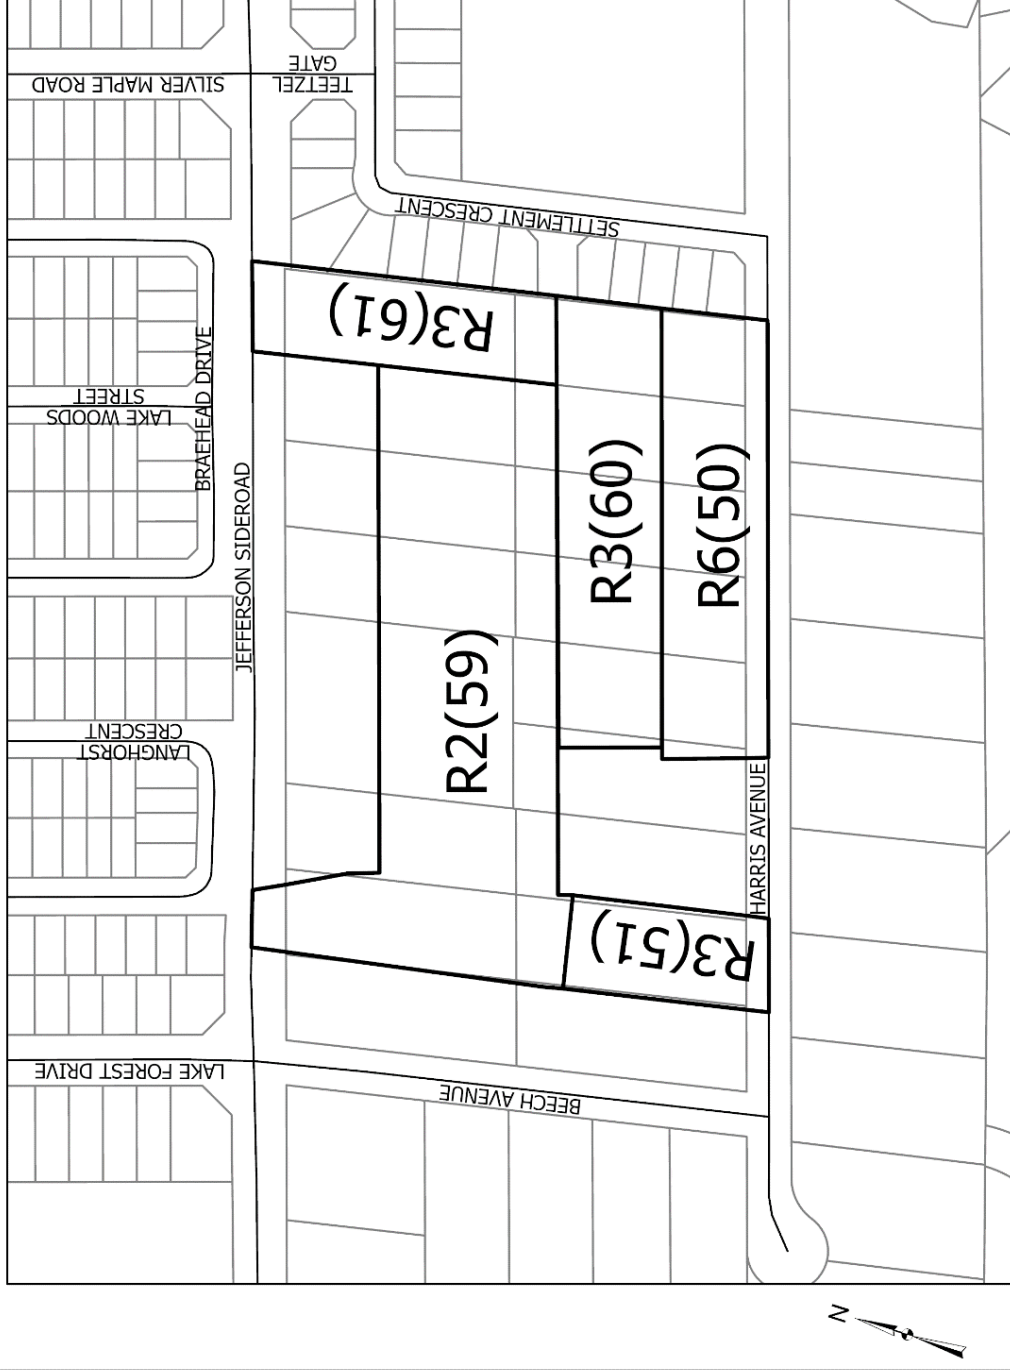 GATE
TEETZEL
SILVER MAPLE ROAD
SETTLEMENT CRESCENT
R3(61)
BRAEHEAD DRIVE
LAKE WOODS
STREET
JEFFERSON SIDEROAD
R3(60)
R6(50)
R2(59)
LANGHORST
CRESCENT
HARRIS AVENUE
R3(51)
LAKE FOREST DRIVE
BEECH AVENUE
N